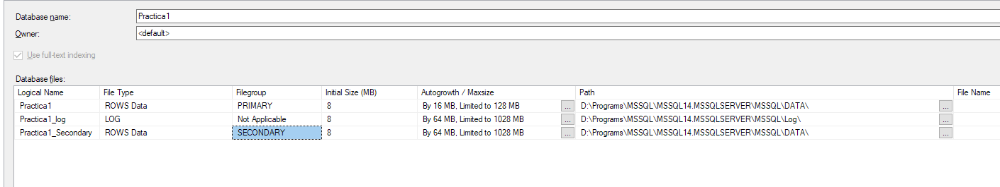 Database name: Practica1
Owner: <default>
Use full-text indexing
Database files:
Logical Name File Type Filegroup Initial Size (MB) Autogrowth / Maxsize Path File Name
Practica1 ROWS Data PRIMARY 8 By 16 MB, Limited to 128 MB ... D:\Programs\MSSQL\MSSQL14.MSSQLSERVER\MSSQL\DATA\ ...
Practica1_log LOG Not Applicable 8 By 64 MB, Limited to 1028 MB ... D:\Programs\MSSQL\MSSQL14.MSSQLSERVER\MSSQL\Log\ ...
Practica1_Secondary ROWS Data SECONDARY 8 By 64 MB, Limited to 1028 MB ... D:\Programs\MSSQL\MSSQL14.MSSQLSERVER\MSSQL\DATA\ ...